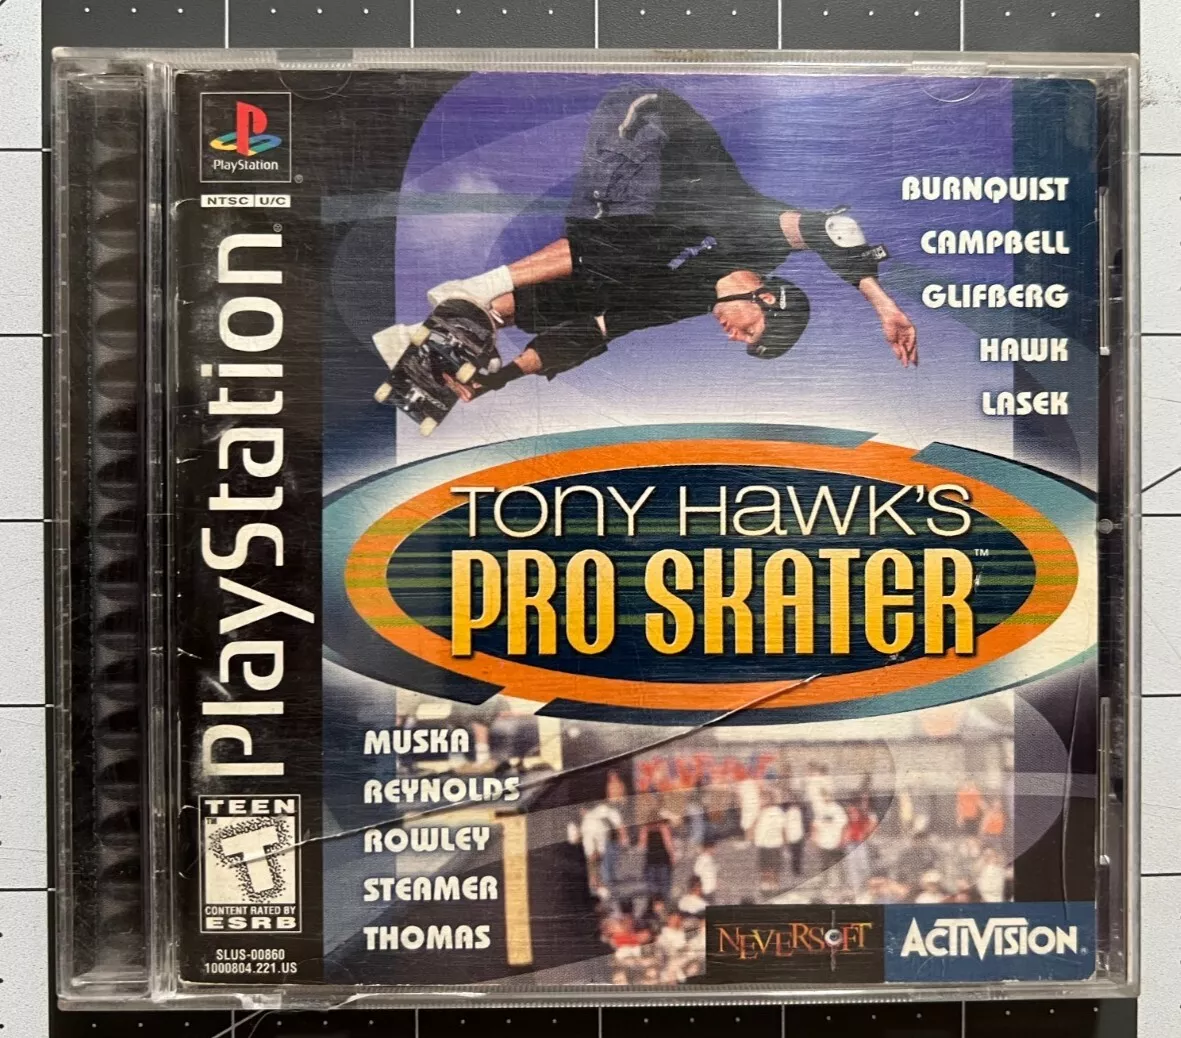 PlayStation
NTSC U/C
PlayStation
BURNQUIST
CAMPBELL
GLIFBERG
HAWK
LASEK
TONY HAWK'S
PRO SKATER™
MUSKA
REYNOLDS
ROWLEY
STEAMER
THOMAS
TEEN
T
CONTENT RATED BY
ESRB
SLUS-00860
1000804.221.US
NEVERSOFT
ACTIVISION